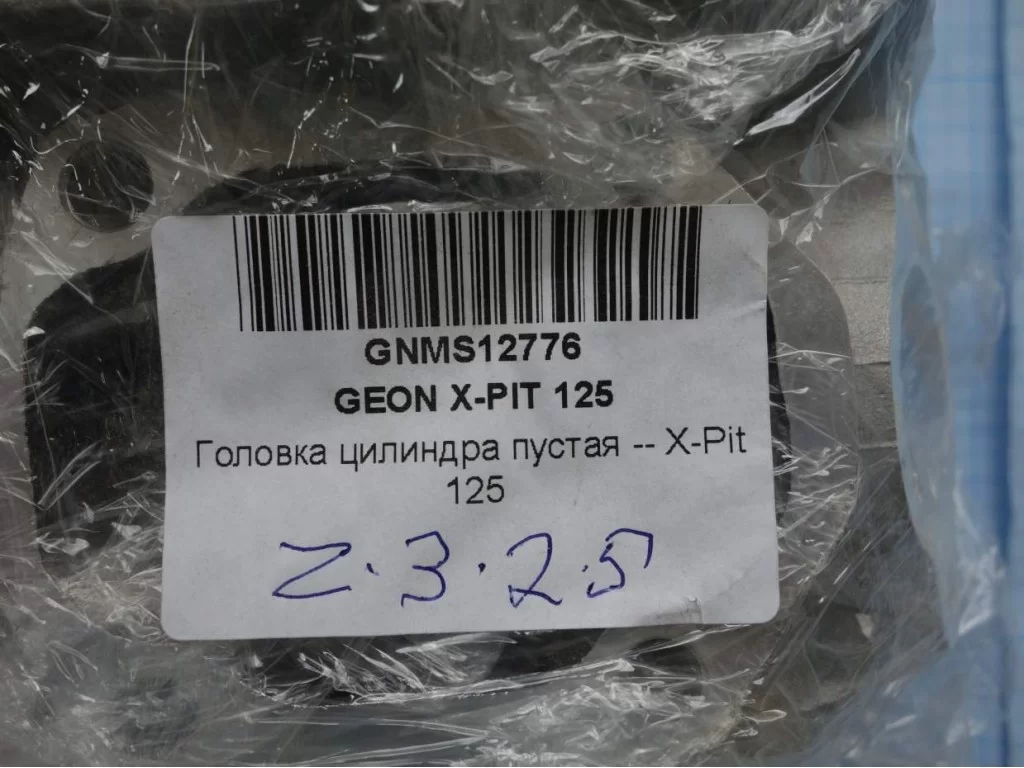 GNMS12776
GEON X-PIT 125
Головка цилиндра пустая -- X-Pit
125
Z.3.2.5